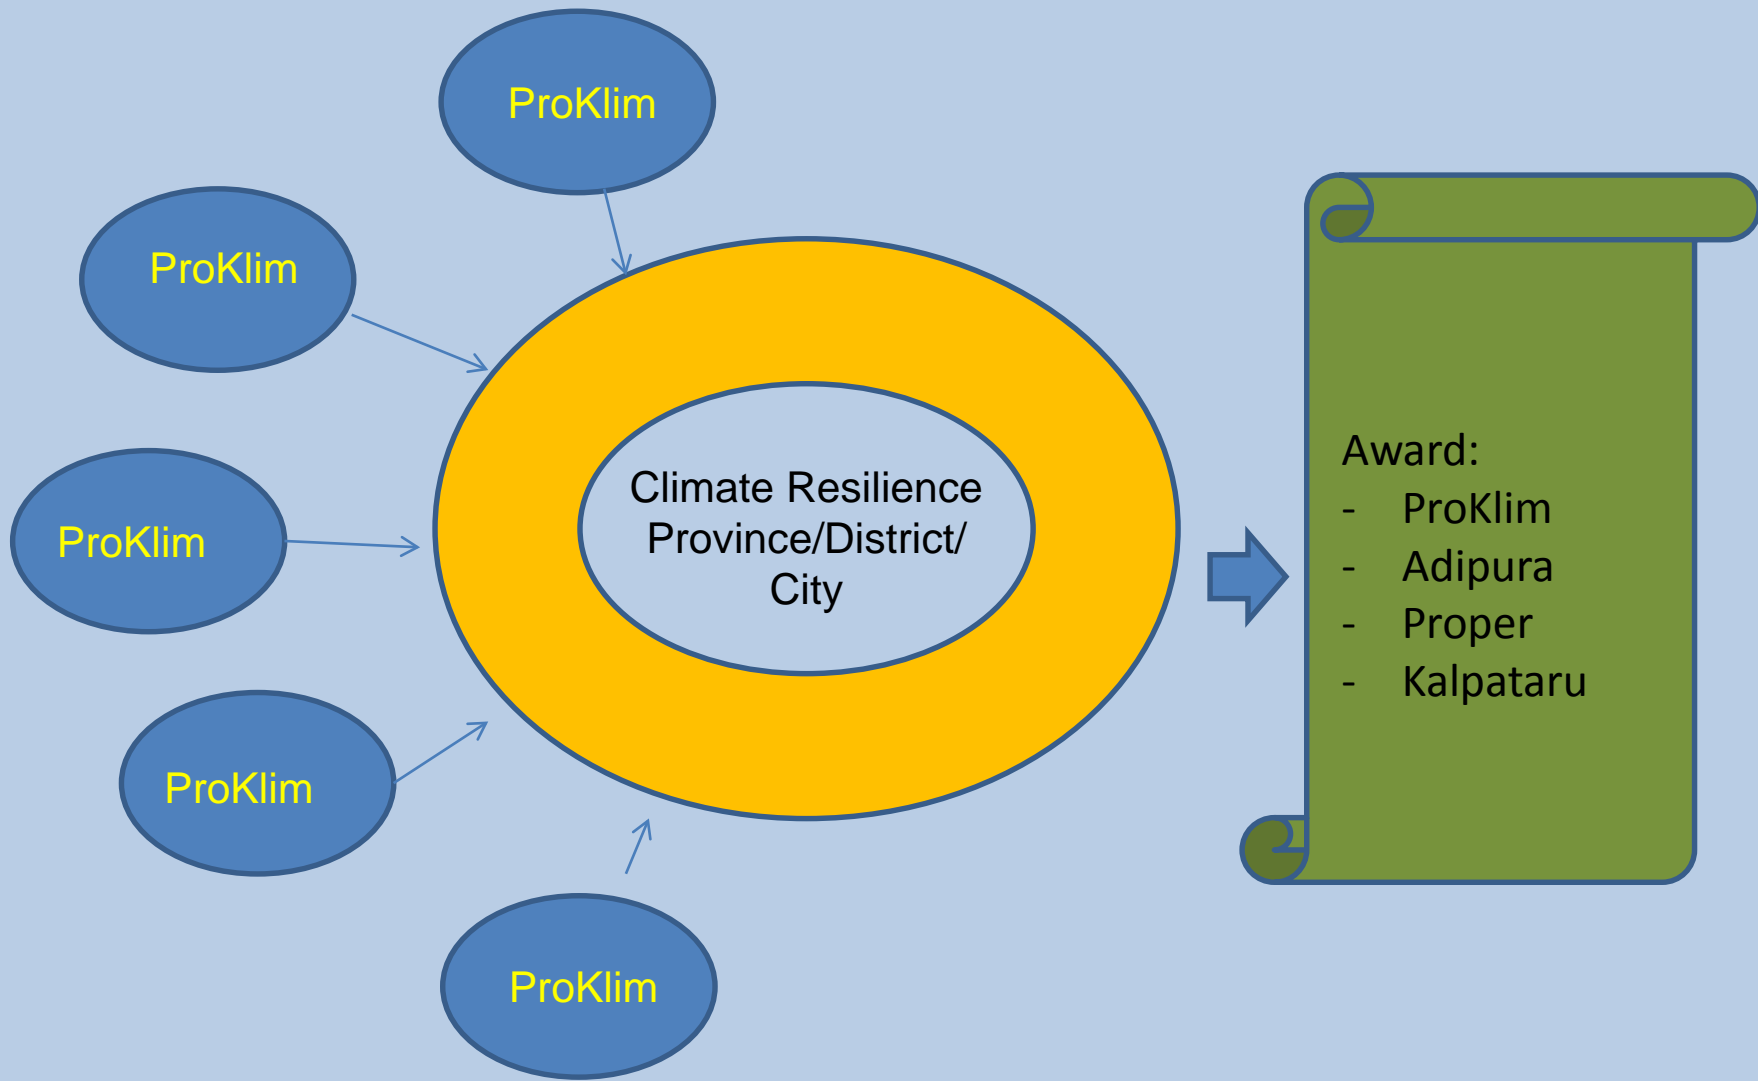 ProKlim
ProKlim
ProKlim
ProKlim
ProKlim
Climate Resilience
Province/District/
City
Award:
- ProKlim
- Adipura
- Proper
- Kalpataru